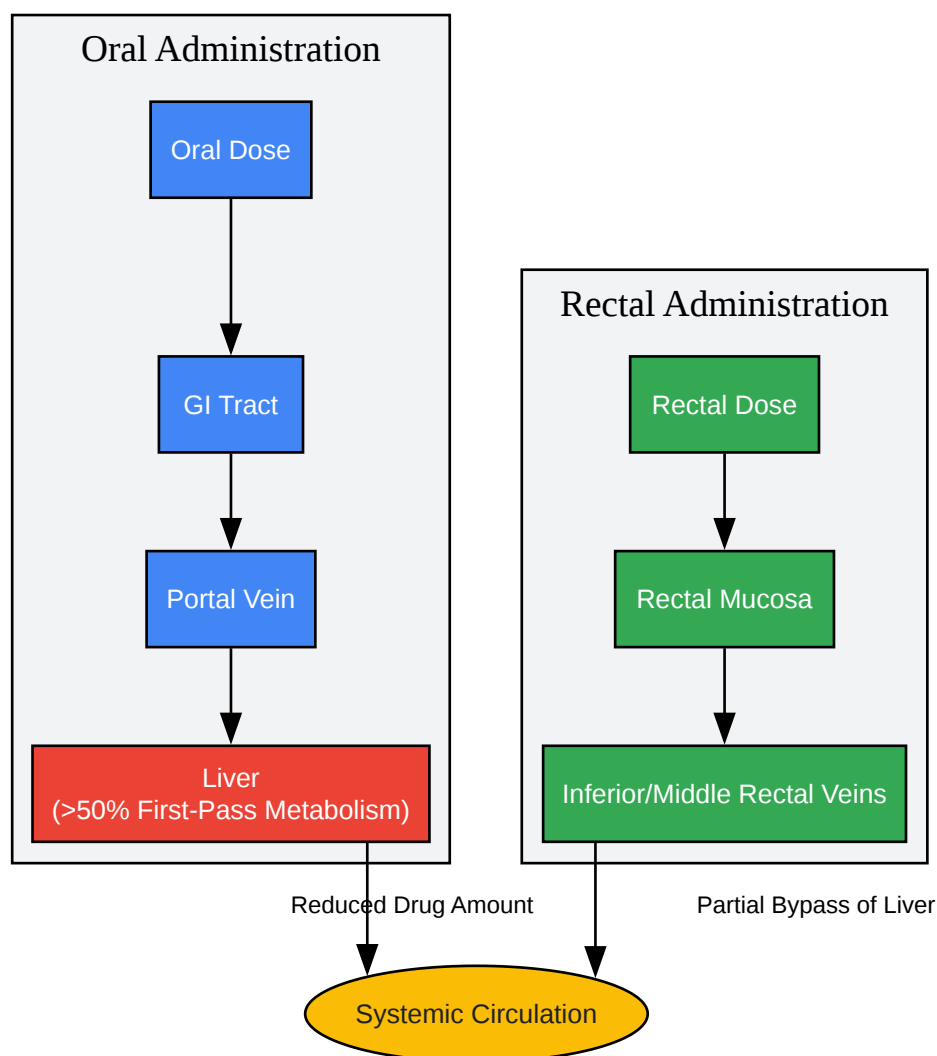 Oral Administration
Oral Dose
GI Tract
Portal Vein
Liver
(>50% First-Pass Metabolism)
Rectal Administration
Rectal Dose
Rectal Mucosa
Inferior/Middle Rectal Veins
Reduced Drug Amount
Partial Bypass of Liver
Systemic Circulation